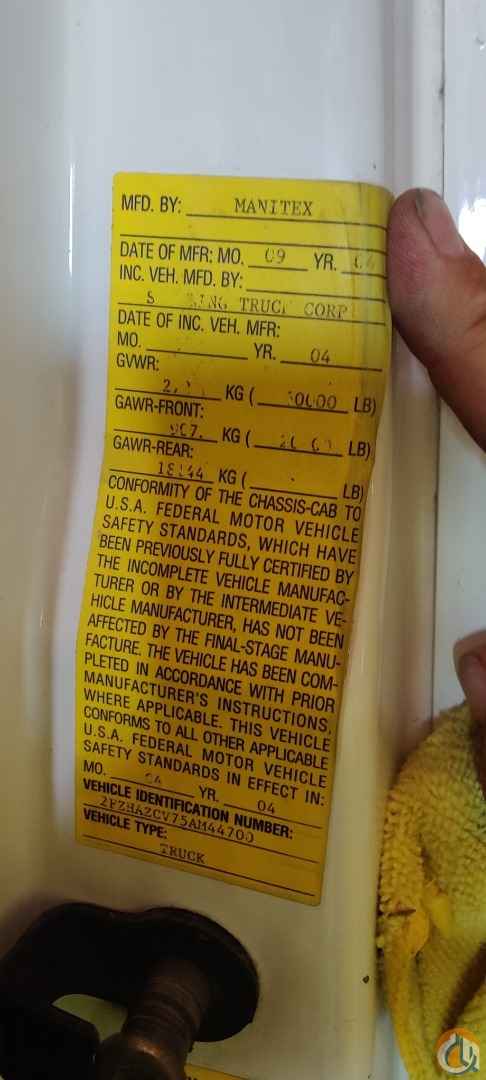 MFD. BY: MANITEX
DATE OF MFR: MO. 09 YR.
INC. VEH. MFD. BY:
S TRUCK CORP
DATE OF INC. VEH. MFR:
MO. YR. 04
GVWR:
KG ( LB)
GAWR-FRONT:
KG ( LB)
GAWR-REAR:
18144 KG ( LB)
CONFORMITY OF THE CHASSIS-CAB TO
U.S.A. FEDERAL MOTOR VEHICLE
SAFETY STANDARDS, WHICH HAVE
BEEN PREVIOUSLY FULLY CERTIFIED BY
THE INCOMPLETE VEHICLE MANUFAC-
TURER OR BY THE INTERMEDIATE VE-
HICLE MANUFACTURER, HAS NOT BEEN
AFFECTED BY THE FINAL-STAGE MANU-
FACTURE. THE VEHICLE HAS BEEN COM-
PLETED IN ACCORDANCE WITH PRIOR
MANUFACTURER'S INSTRUCTIONS,
WHERE APPLICABLE. THIS VEHICLE
CONFORMS TO ALL OTHER APPLICABLE
U.S.A. FEDERAL MOTOR VEHICLE
SAFETY STANDARDS IN EFFECT IN:
MO. 04 YR. 04
VEHICLE IDENTIFICATION NUMBER:
2FZHAZCV75AM44700
VEHICLE TYPE:
TRUCK